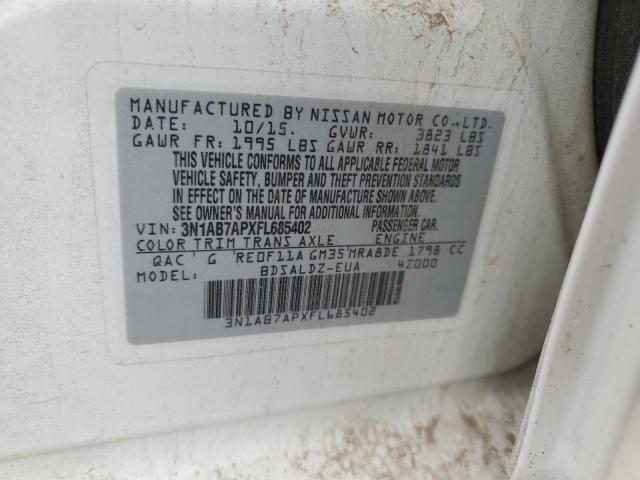 MANUFACTURED BY NISSAN MOTOR CO.,LTD.
DATE: 10/15. GVWR: 3823 LBS
GAWR FR: 1995 LBS GAWR RR: 1841 LBS
THIS VEHICLE CONFORMS TO ALL APPLICABLE FEDERAL MOTOR
VEHICLE SAFETY, BUMPER AND THEFT PREVENTION STANDARDS
IN EFFECT ON THE DATE OF MANUFACTURE SHOWN ABOVE.
SEE OWNER'S MANUAL FOR ADDITIONAL INFORMATION.
VIN: 3N1AB7APXFL685402 PASSENGER CAR.
COLOR TRIM TRANS AXLE ENGINE
QAC G RE0F11A GM35 MRA8DE 1798 CC
MODEL: BDSALDZ-EUA 4Z000
3N1AB7APXFL685402